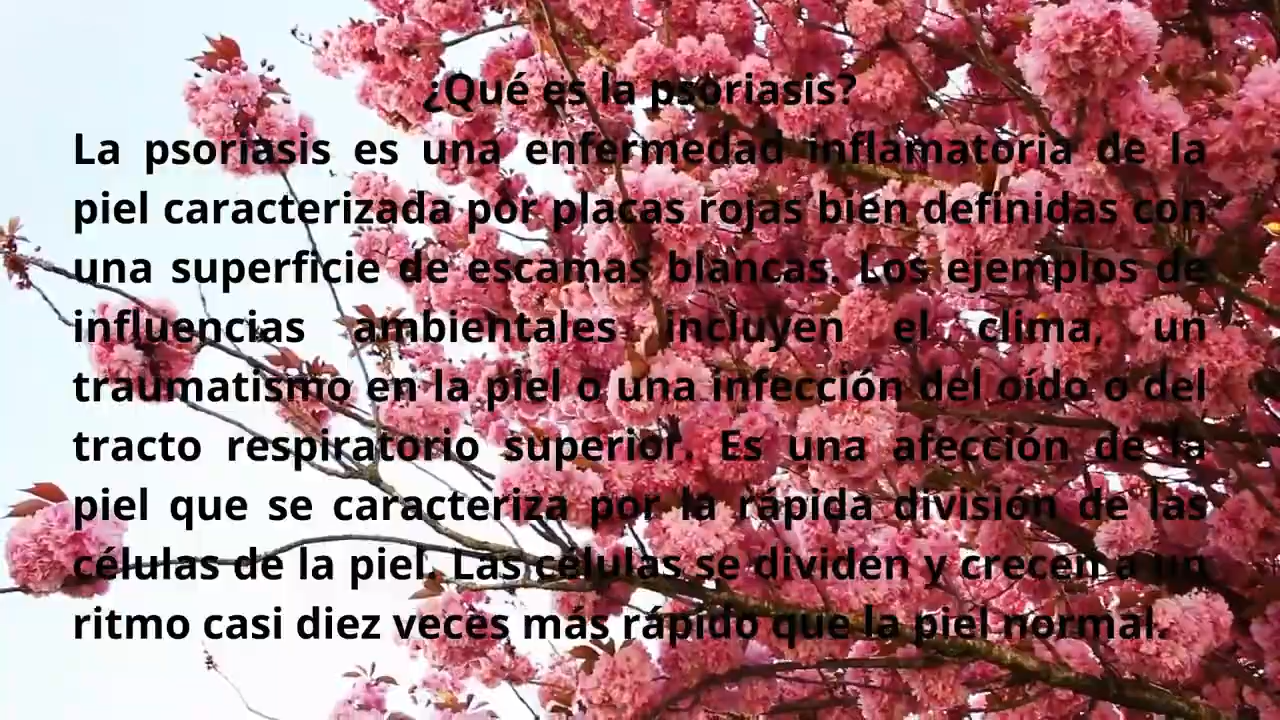 ¿Qué es la psoriasis?
La psoriasis es una enfermedad inflamatoria de la
piel caracterizada por placas rojas bien definidas con
una superficie de escamas blancas. Los ejemplos de
influencias ambientales incluyen el clima, un
traumatismo en la piel o una infección del oído o del
tracto respiratorio superior. Es una afección de la
piel que se caracteriza por la rápida división de las
células de la piel. Las células se dividen y crecen a un
ritmo casi diez veces más rápido que la piel normal.